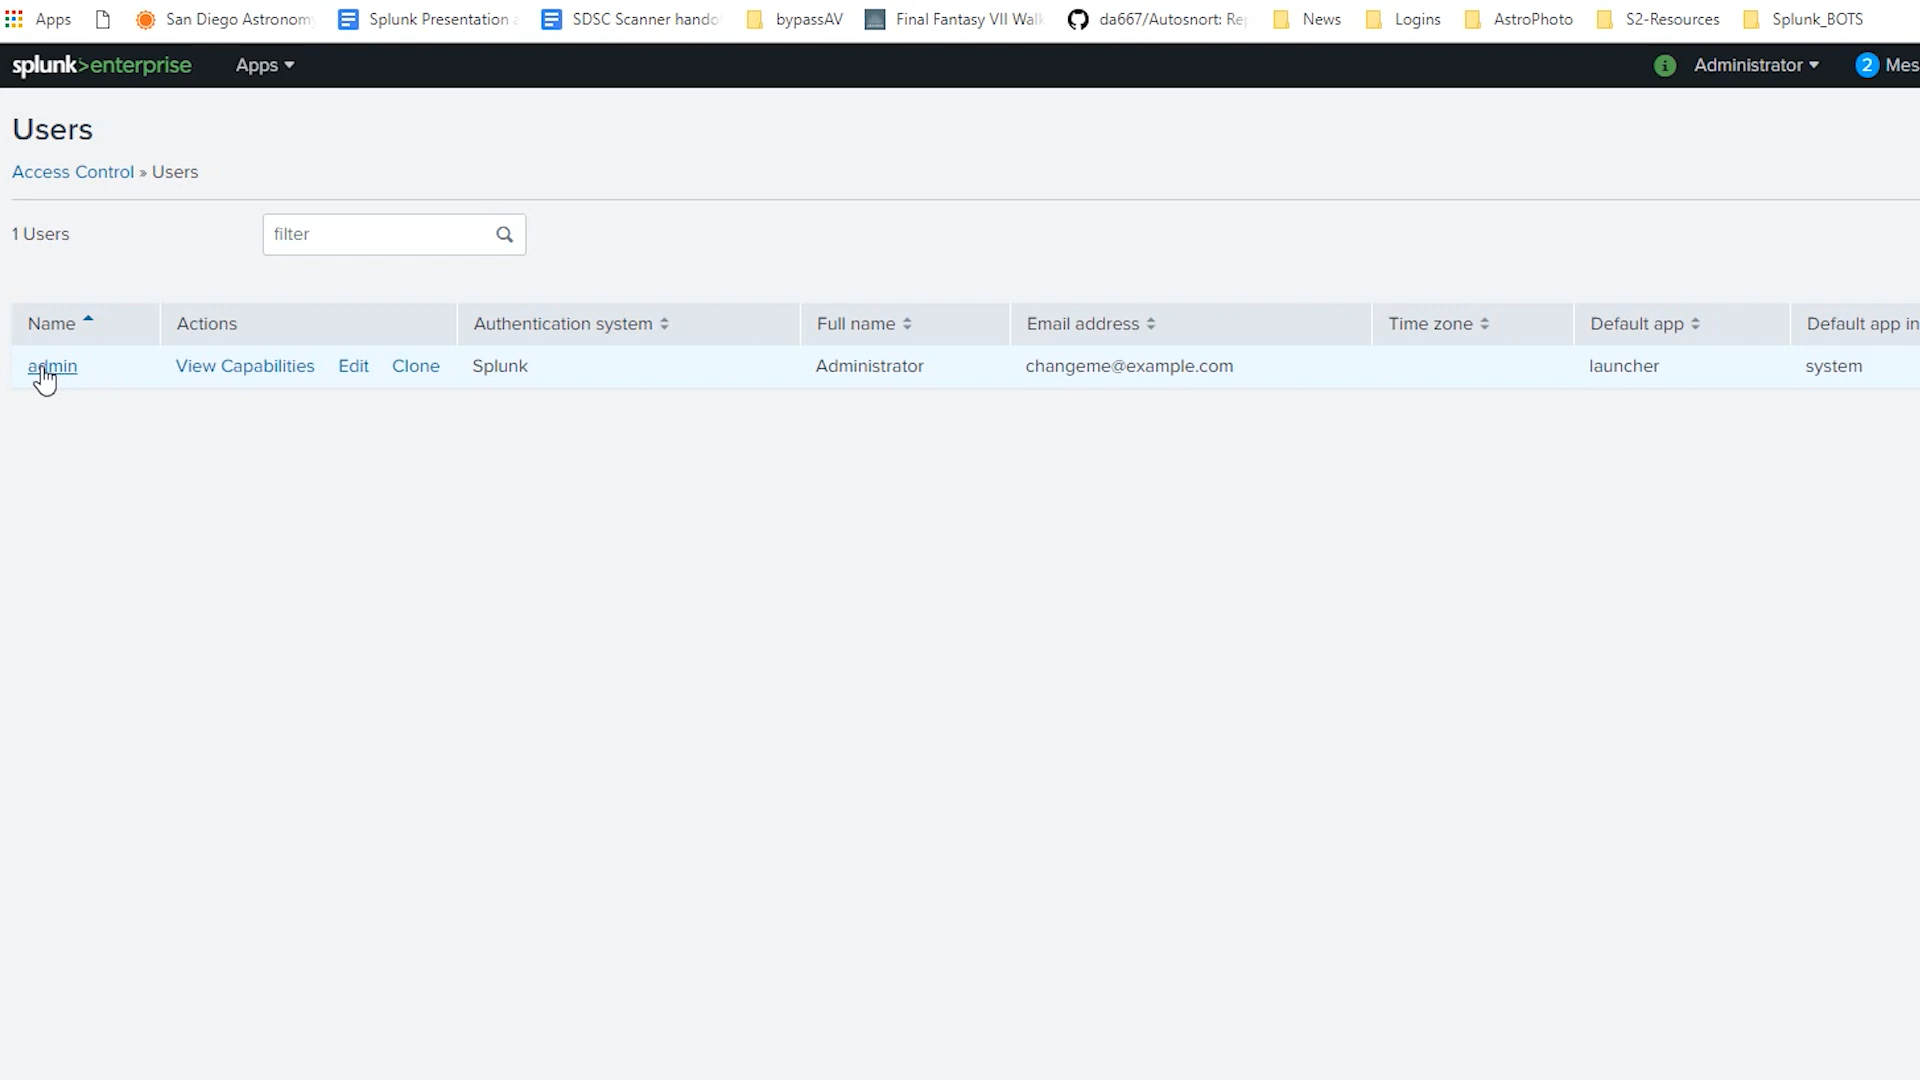 Apps San Diego Astronom Splunk Presentation a SDSC Scanner hando bypassAV Final Fantasy VII Walk da667/Autosnort: Re News Logins AstroPhoto S2-Resources Splunk_BOTS
splunk>enterprise Apps i Administrator 2 Mes
Users
Access Control » Users
1 Users filter
Name Actions Authentication system Full name Email address Time zone Default app Default app in
admin View Capabilities Edit Clone Splunk Administrator changeme@example.com launcher system